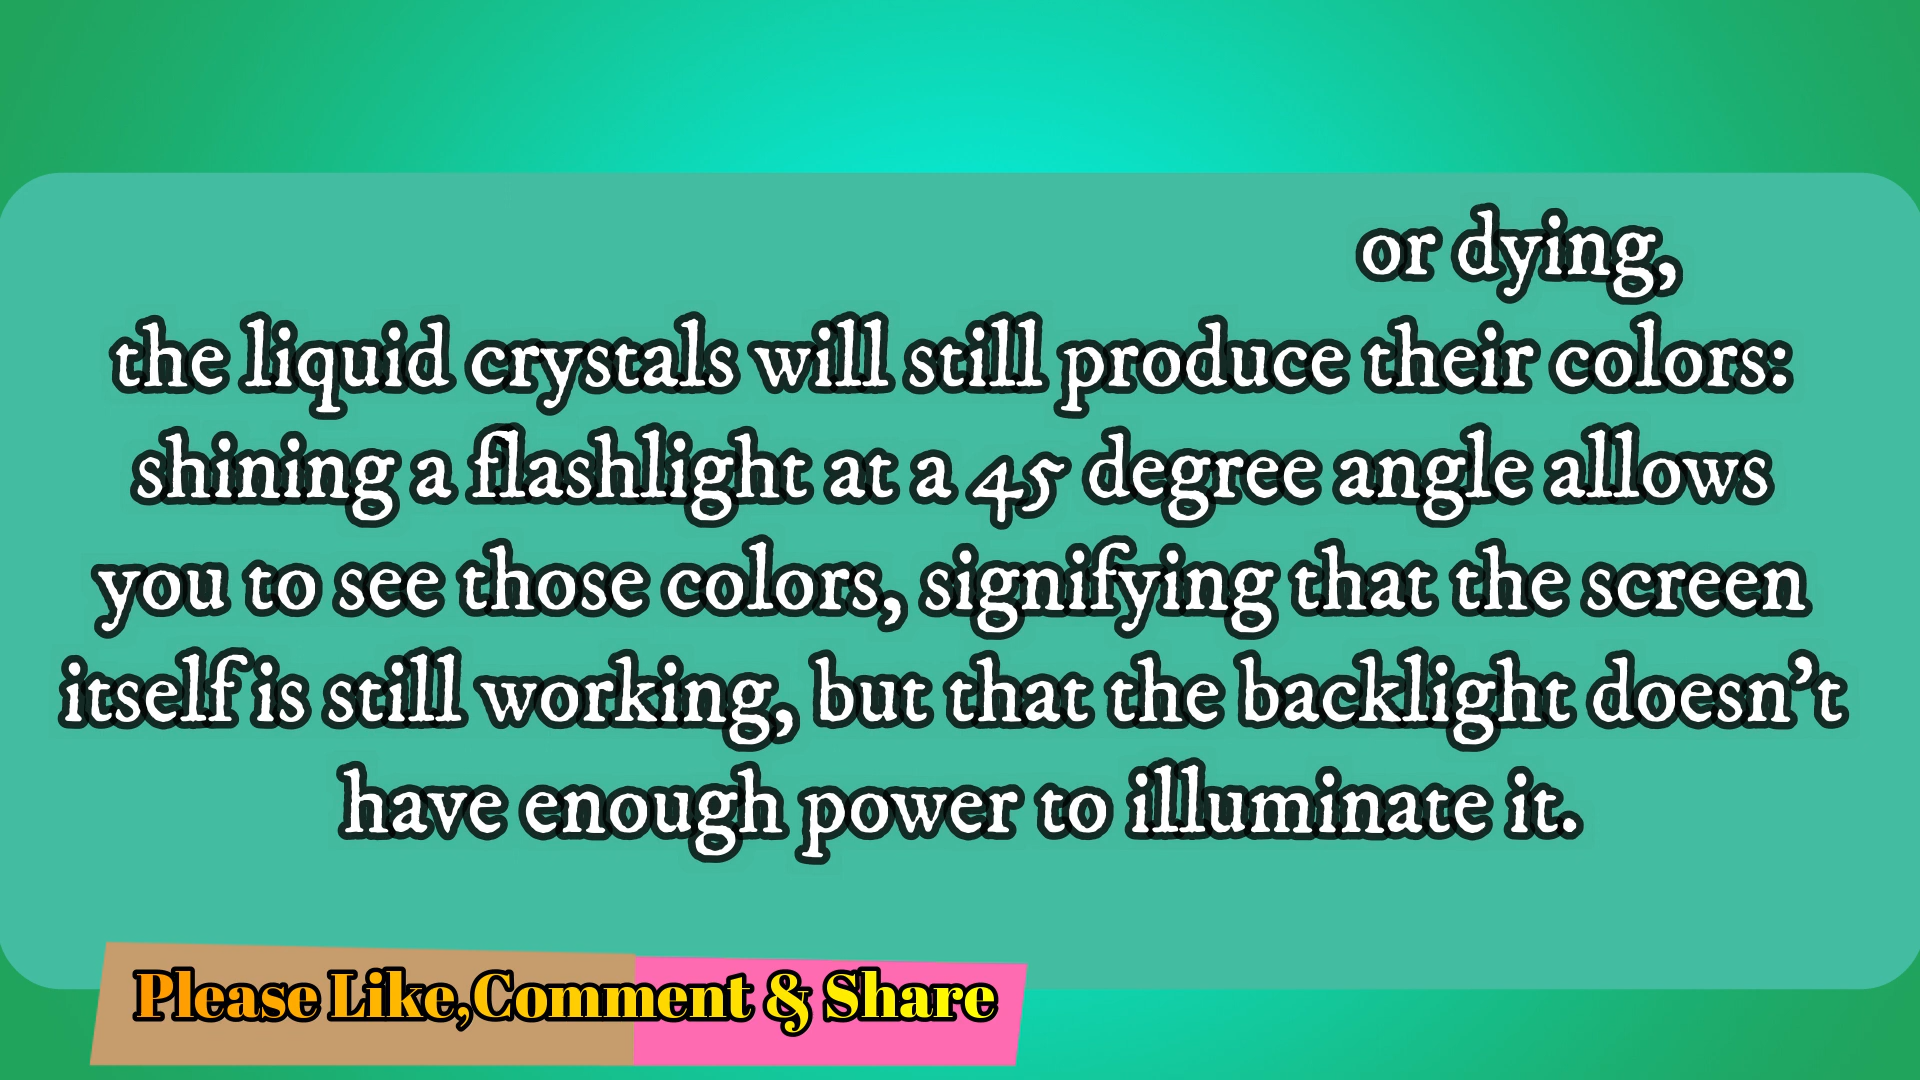 or dying,
the liquid crystals will still produce their colors:
shining a flashlight at a 45 degree angle allows
you to see those colors, signifying that the screen
itself is still working, but that the backlight doesn’t
have enough power to illuminate it.
Please Like,Comment & Share